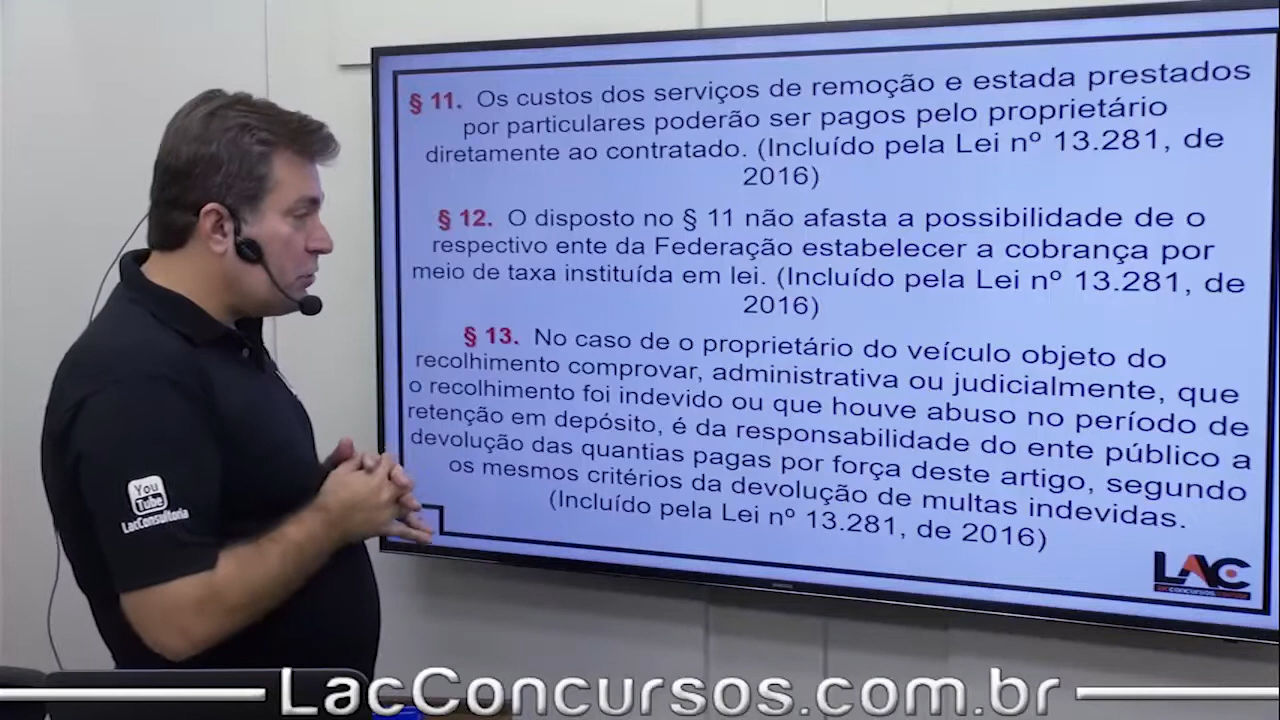 § 11. Os custos dos serviços de remoção e estada prestados
por particulares poderão ser pagos pelo proprietário
diretamente ao contratado. (Incluído pela Lei nº 13.281, de
2016)
§ 12. O disposto no § 11 não afasta a possibilidade de o
respectivo ente da Federação estabelecer a cobrança por
meio de taxa instituída em lei. (Incluído pela Lei nº 13.281, de
2016)
§ 13. No caso de o proprietário do veículo objeto do
recolhimento comprovar, administrativa ou judicialmente, que
o recolhimento foi indevido ou que houve abuso no período de
retenção em depósito, é da responsabilidade do ente público a
devolução das quantias pagas por força deste artigo, segundo
os mesmos critérios da devolução de multas indevidas.
(Incluído pela Lei nº 13.281, de 2016)
LAC
You
Tube
LacConsultoria
LacConcursos.com.br